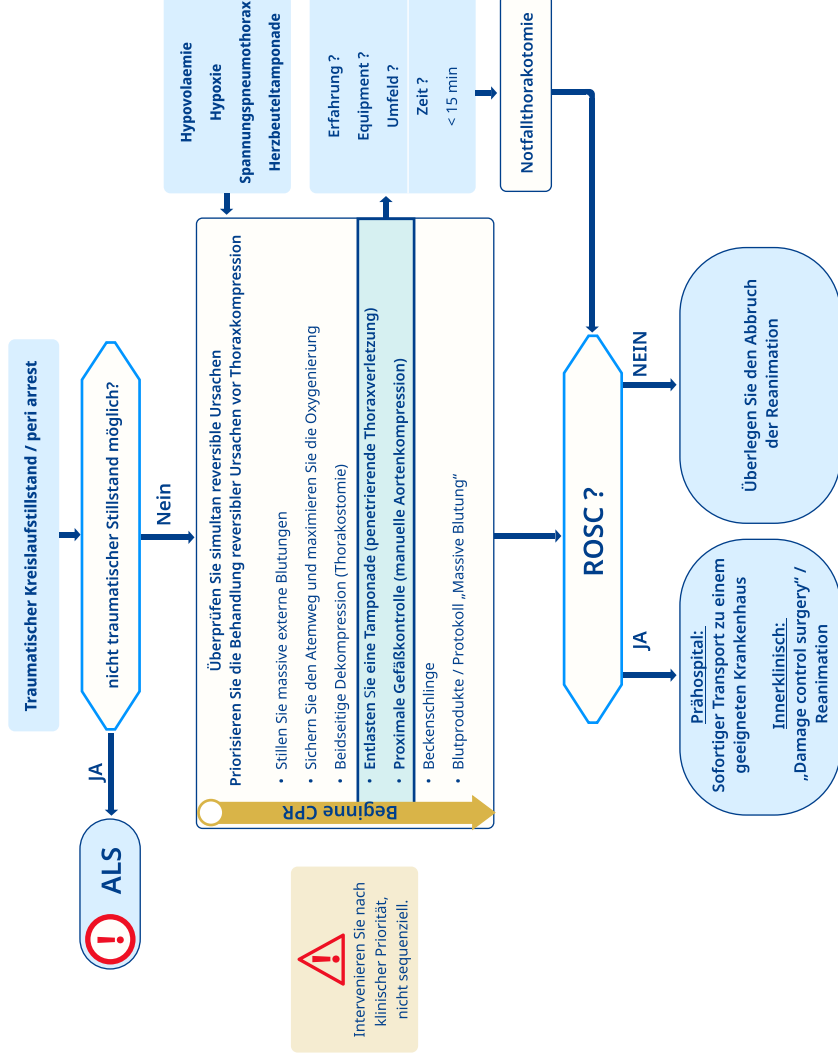 Traumatischer Kreislaufstillstand / peri arrest
nicht traumatischer Stillstand möglich?
JA
ALS
Nein
Hypovolaemie
Hypoxie
Spannungspneumothorax
Herzbeuteltamponade
Überprüfen Sie simultan reversible Ursachen
Priorisieren Sie die Behandlung reversibler Ursachen vor Thoraxkompression
• Stillen Sie massive externe Blutungen
• Sichern Sie den Atemweg und maximieren Sie die Oxygenierung
• Beidseitige Dekompression (Thorakostomie)
• Entlasten Sie eine Tamponade (penetrierende Thoraxverletzung)
• Proximale Gefäßkontrolle (manuelle Aortenkompression)
• Beckenschlinge
• Blutprodukte / Protokoll „Massive Blutung“
Beginne CPR
Intervenieren Sie nach
klinischer Priorität,
nicht sequenziell.
Erfahrung ?
Equipment ?
Umfeld ?
Zeit ?
< 15 min
Notfallthorakotomie
ROSC ?
JA
NEIN
Prähospital:
Sofortiger Transport zu einem
geeigneten Krankenhaus
Innerklinisch:
„Damage control surgery“ /
Reanimation
Überlegen Sie den Abbruch
der Reanimation